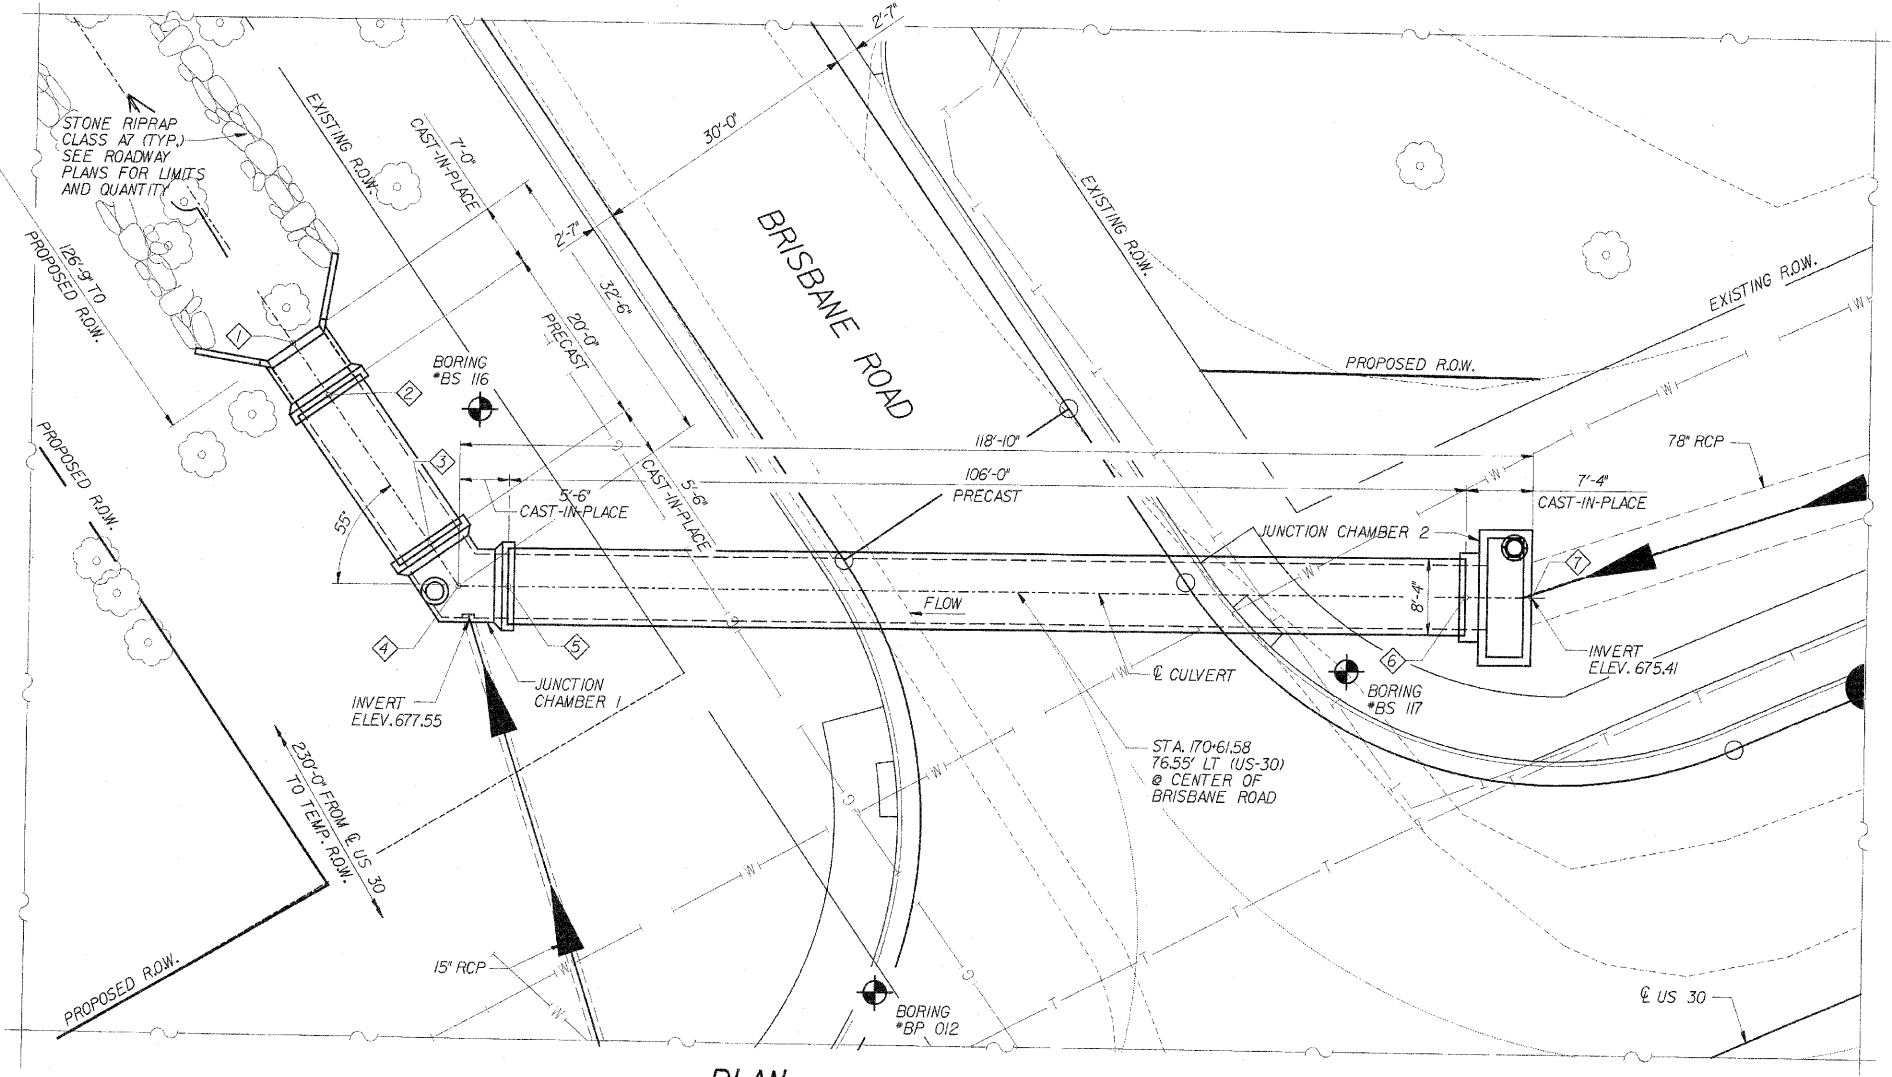 2'-7"
STONE RIPRAP
CLASS A7 (TYP.)
SEE ROADWAY
PLANS FOR LIMITS
AND QUANTITY
EXISTING R.O.W.
7'-0"
CAST-IN-PLACE
30'-0"
EXISTING R.O.W.
126'-9" TO
PROPOSED R.O.W.
2'-7"
32'-6"
20'-0"
PRECAST
BRISBANE ROAD
EXISTING R.O.W.
W
1
BORING
#BS 116
2
PROPOSED R.O.W.
W
PROPOSED R.O.W.
118'-10"
78" RCP
G
3
5'-6"
CAST-IN-PLACE
106'-0"
PRECAST
W
7'-4"
CAST-IN-PLACE
5'-6"
CAST-IN-PLACE
55°
JUNCTION CHAMBER 2
7
W
8'-4"
FLOW
G
4
5
6
INVERT
ELEV. 675.41
W
℄ CULVERT
INVERT
ELEV. 677.55
JUNCTION
CHAMBER 1
BORING
#BS 117
T
230'-0" FROM ℄ US 30
TO TEMP. R.O.W.
STA. 170+61.58
76.55' LT (US-30)
@ CENTER OF
BRISBANE ROAD
W
G
T
W
T
PROPOSED R.O.W.
15" RCP
W
G
T
W
T
BORING
#BP 012
℄ US 30
PLAN